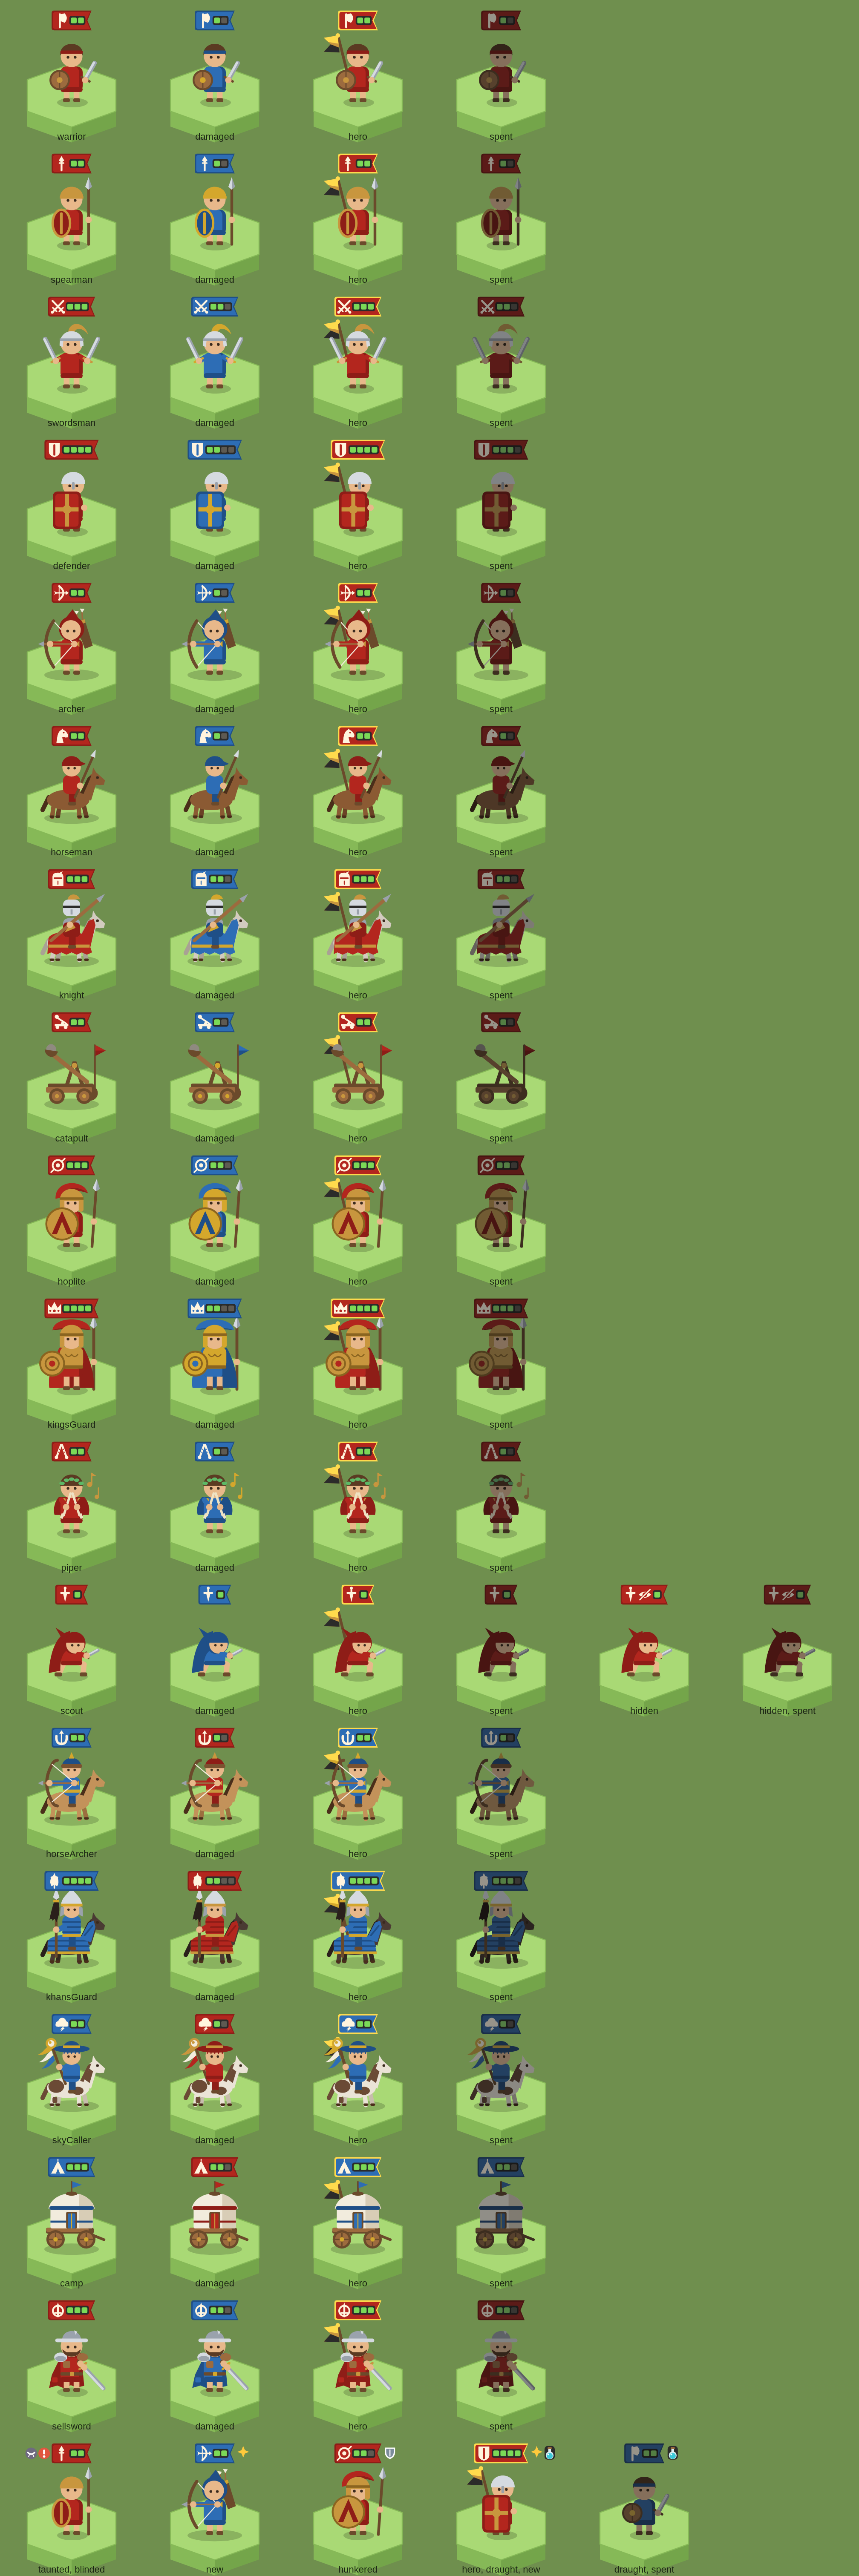 warrior damaged hero spent
spearman damaged hero spent
swordsman damaged hero spent
defender damaged hero spent
archer damaged hero spent
horseman damaged hero spent
knight damaged hero spent
catapult damaged hero spent
hoplite damaged hero spent
kingsGuard damaged hero spent
piper damaged hero spent
scout damaged hero spent hidden hidden, spent
horseArcher damaged hero spent
khansGuard damaged hero spent
skyCaller damaged hero spent
camp damaged hero spent
sellsword damaged hero spent
taunted, blinded new hunkered hero, draught, new draught, spent